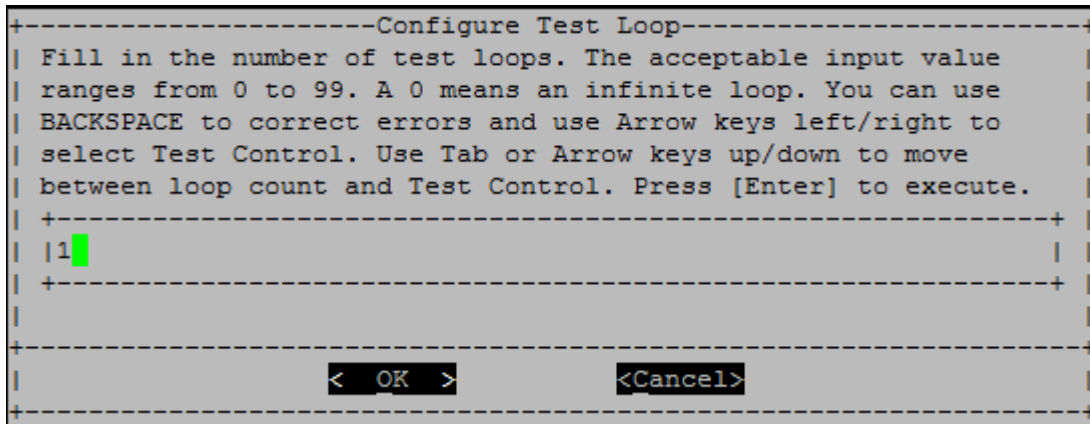 Configure Test Loop
Fill in the number of test loops. The acceptable input value
ranges from 0 to 99. A 0 means an infinite loop. You can use
BACKSPACE to correct errors and use Arrow keys left/right to
select Test Control. Use Tab or Arrow keys up/down to move
between loop count and Test Control. Press [Enter] to execute.
1
< OK > <Cancel>